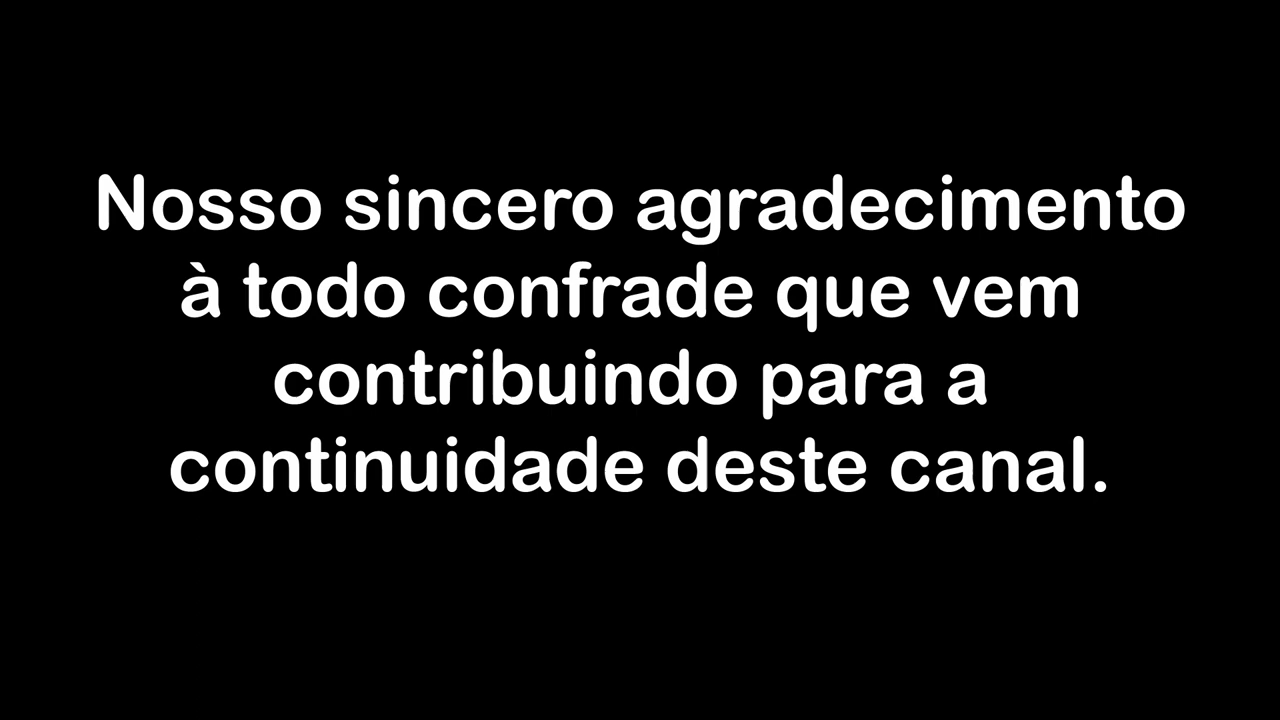 Nosso sincero agradecimento
à todo confrade que vem
contribuindo para a
continuidade deste canal.